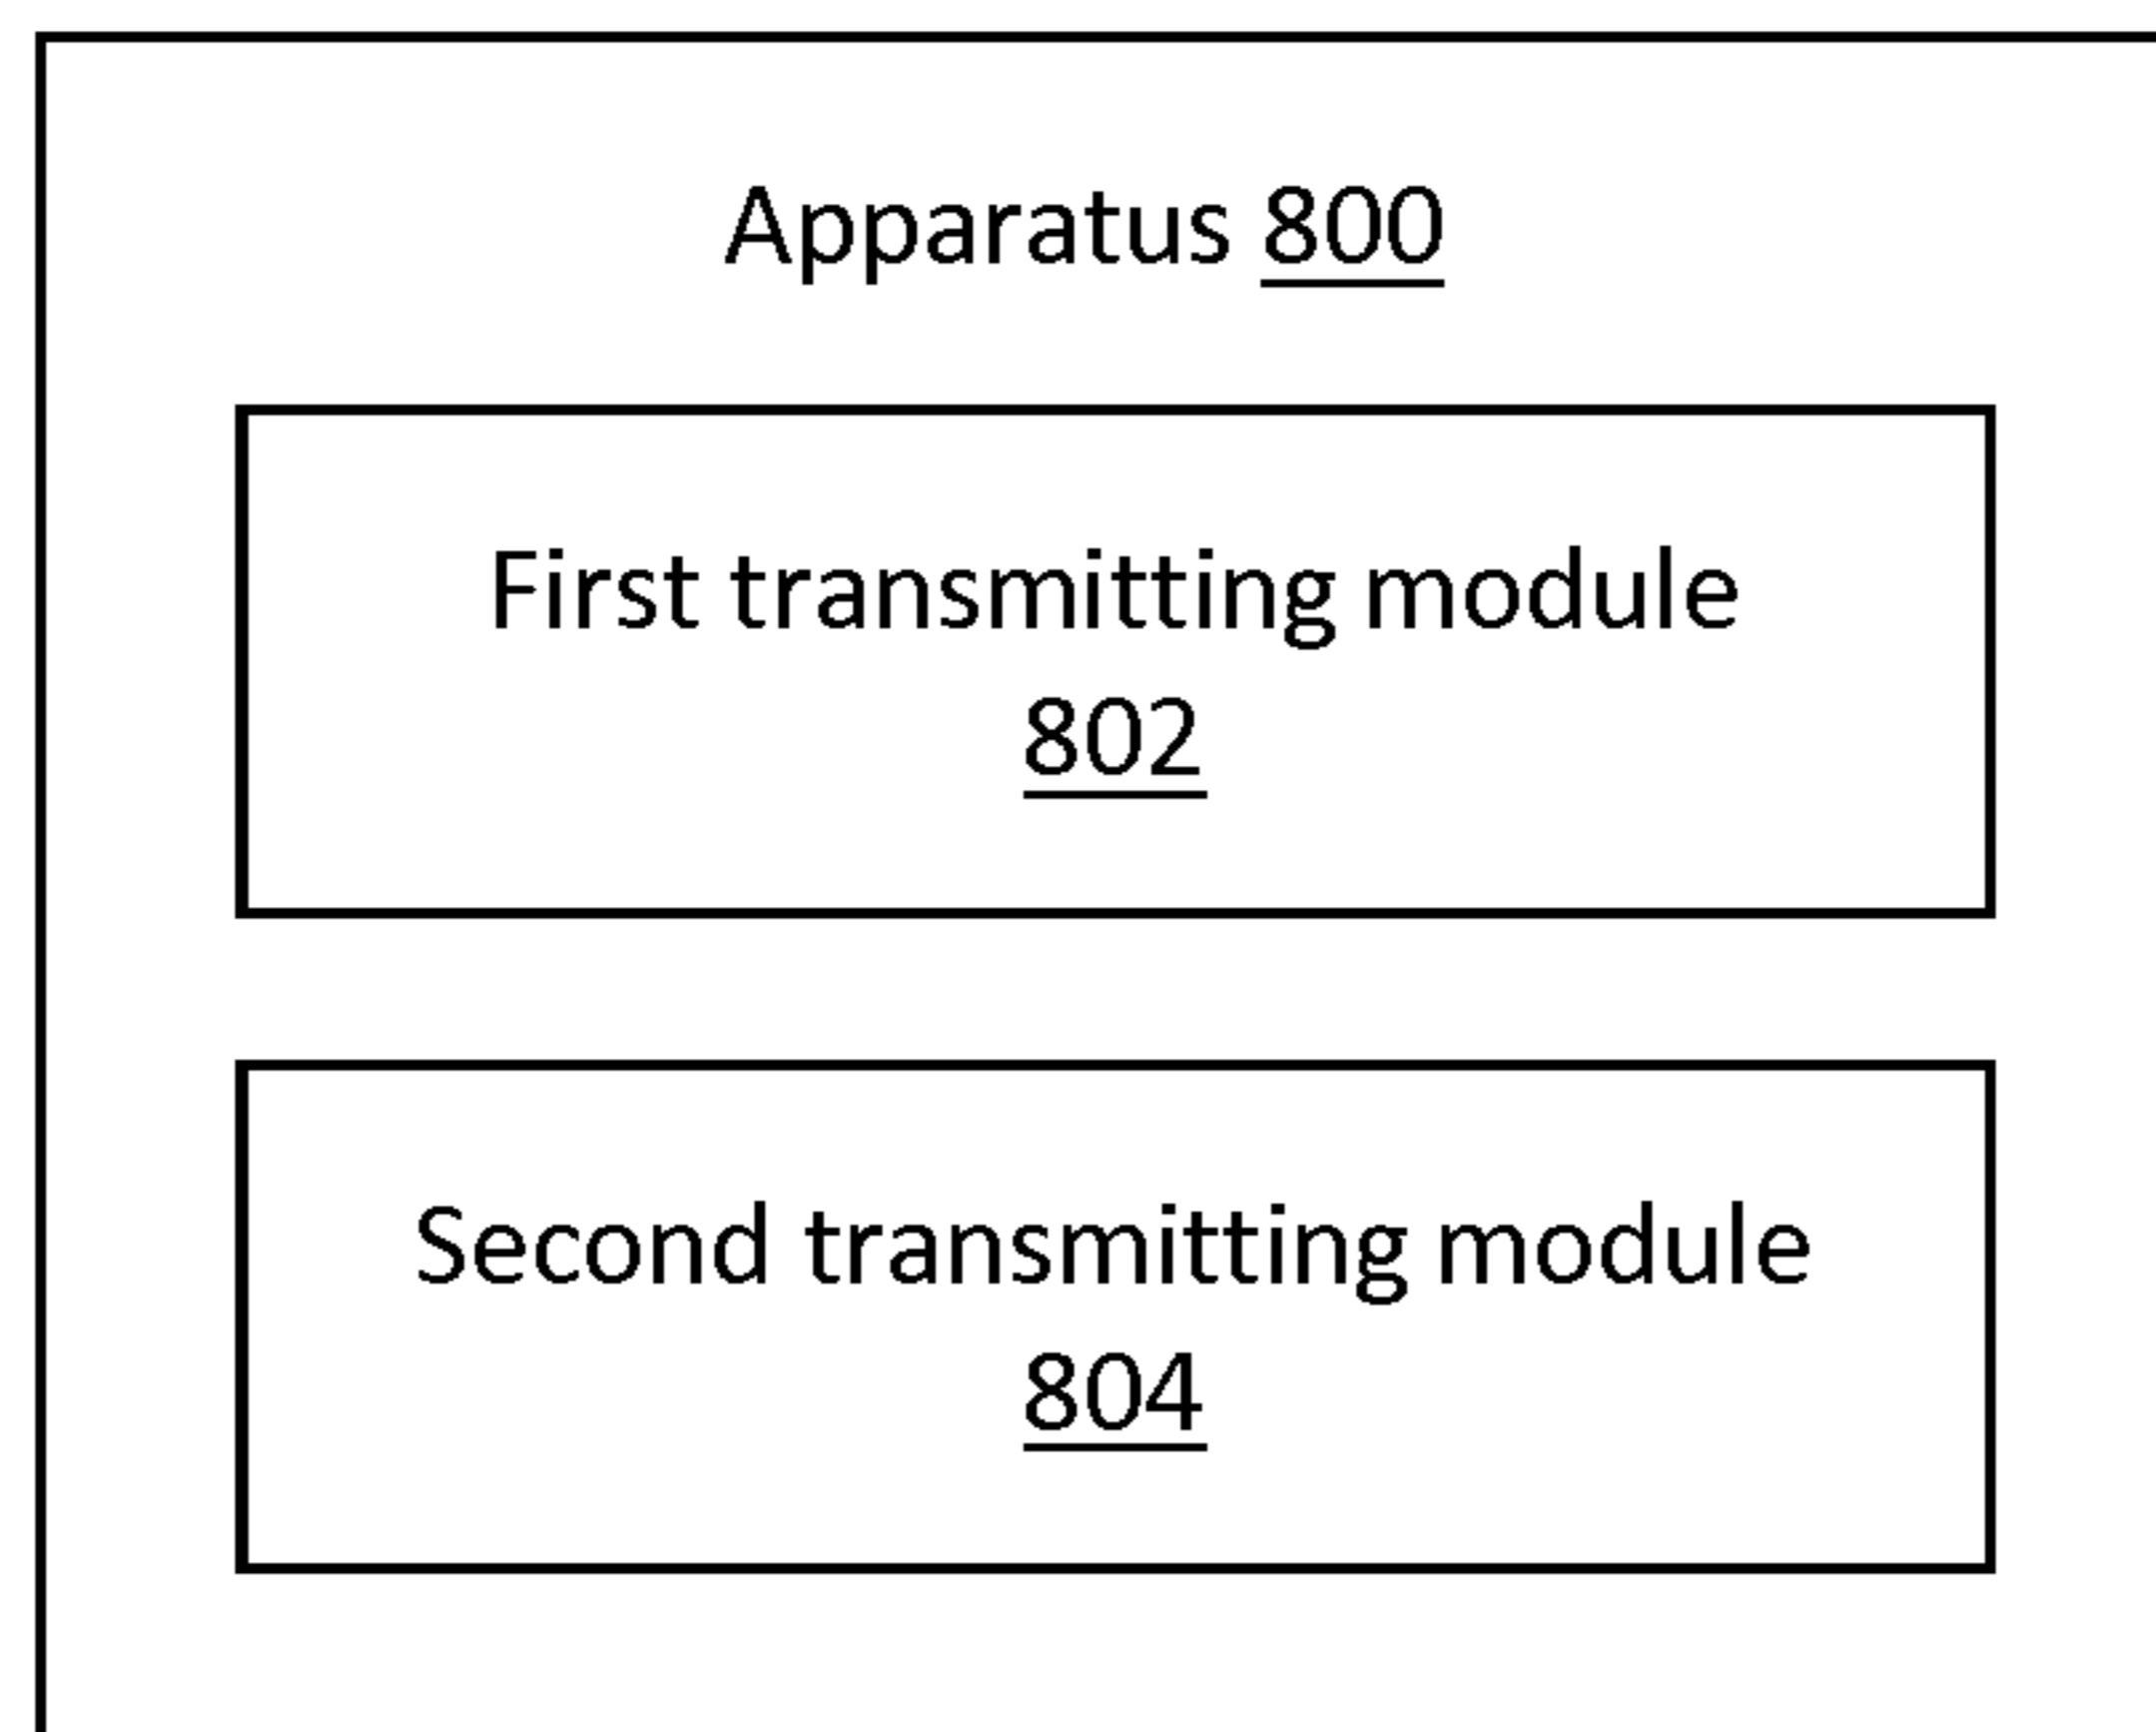 Apparatus 800
First transmitting module
802
Second transmitting module
804